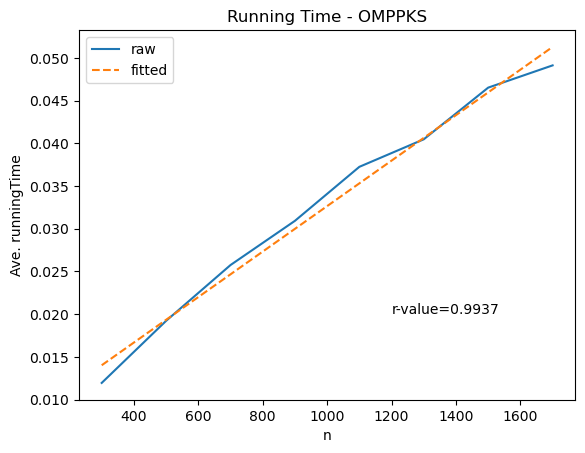 Running Time - OMPPKS
raw
fitted
0.050
0.045
0.040
0.035
0.030
0.025
0.020
0.015
0.010
Ave. runningTime
r-value=0.9937
400 600 800 1000 1200 1400 1600
n